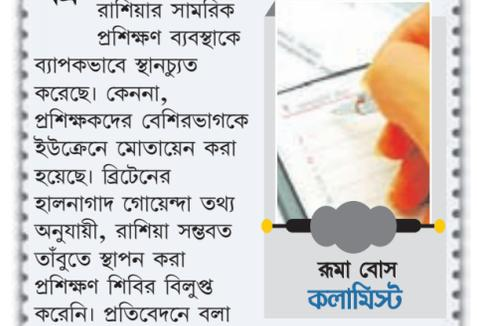 রাশিয়ার সামরিক
প্রশিক্ষণ ব্যবস্থাকে
ব্যাপকভাবে স্থানচ্যুত
করেছে। কেননা,
প্রশিক্ষকদের বেশিরভাগকে
ইউক্রেনে মোতায়েন করা
হয়েছে। ব্রিটেনের
হালনাগাদ গোয়েন্দা তথ্য
অনুযায়ী, রাশিয়া সম্ভবত
তাঁবুতে স্থাপন করা
প্রশিক্ষণ শিবির বিলুপ্ত
করেনি। প্রতিবেদনে বলা
রূমা বোস
কলামিস্ট